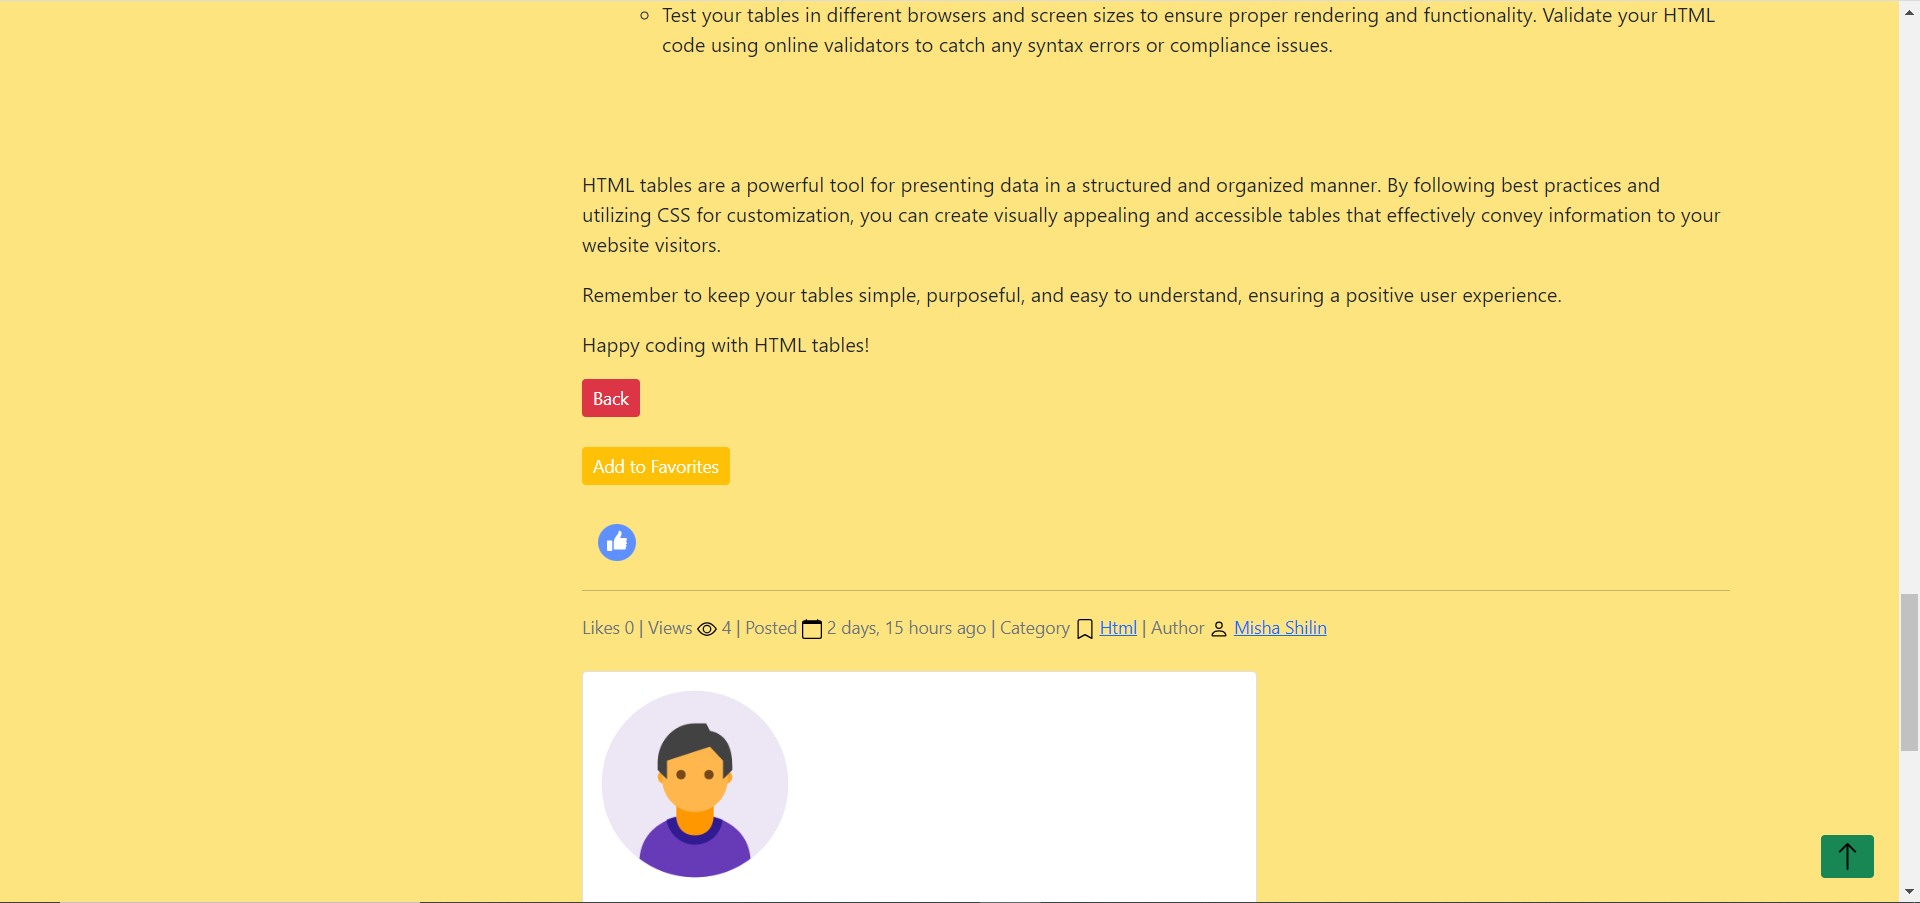 Test your tables in different browsers and screen sizes to ensure proper rendering and functionality. Validate your HTML
code using online validators to catch any syntax errors or compliance issues.
HTML tables are a powerful tool for presenting data in a structured and organized manner. By following best practices and
utilizing CSS for customization, you can create visually appealing and accessible tables that effectively convey information to your
website visitors.
Remember to keep your tables simple, purposeful, and easy to understand, ensuring a positive user experience.
Happy coding with HTML tables!
Back
Add to Favorites
Likes 0 | Views 4 | Posted 2 days, 15 hours ago | Category Html | Author Misha Shilin